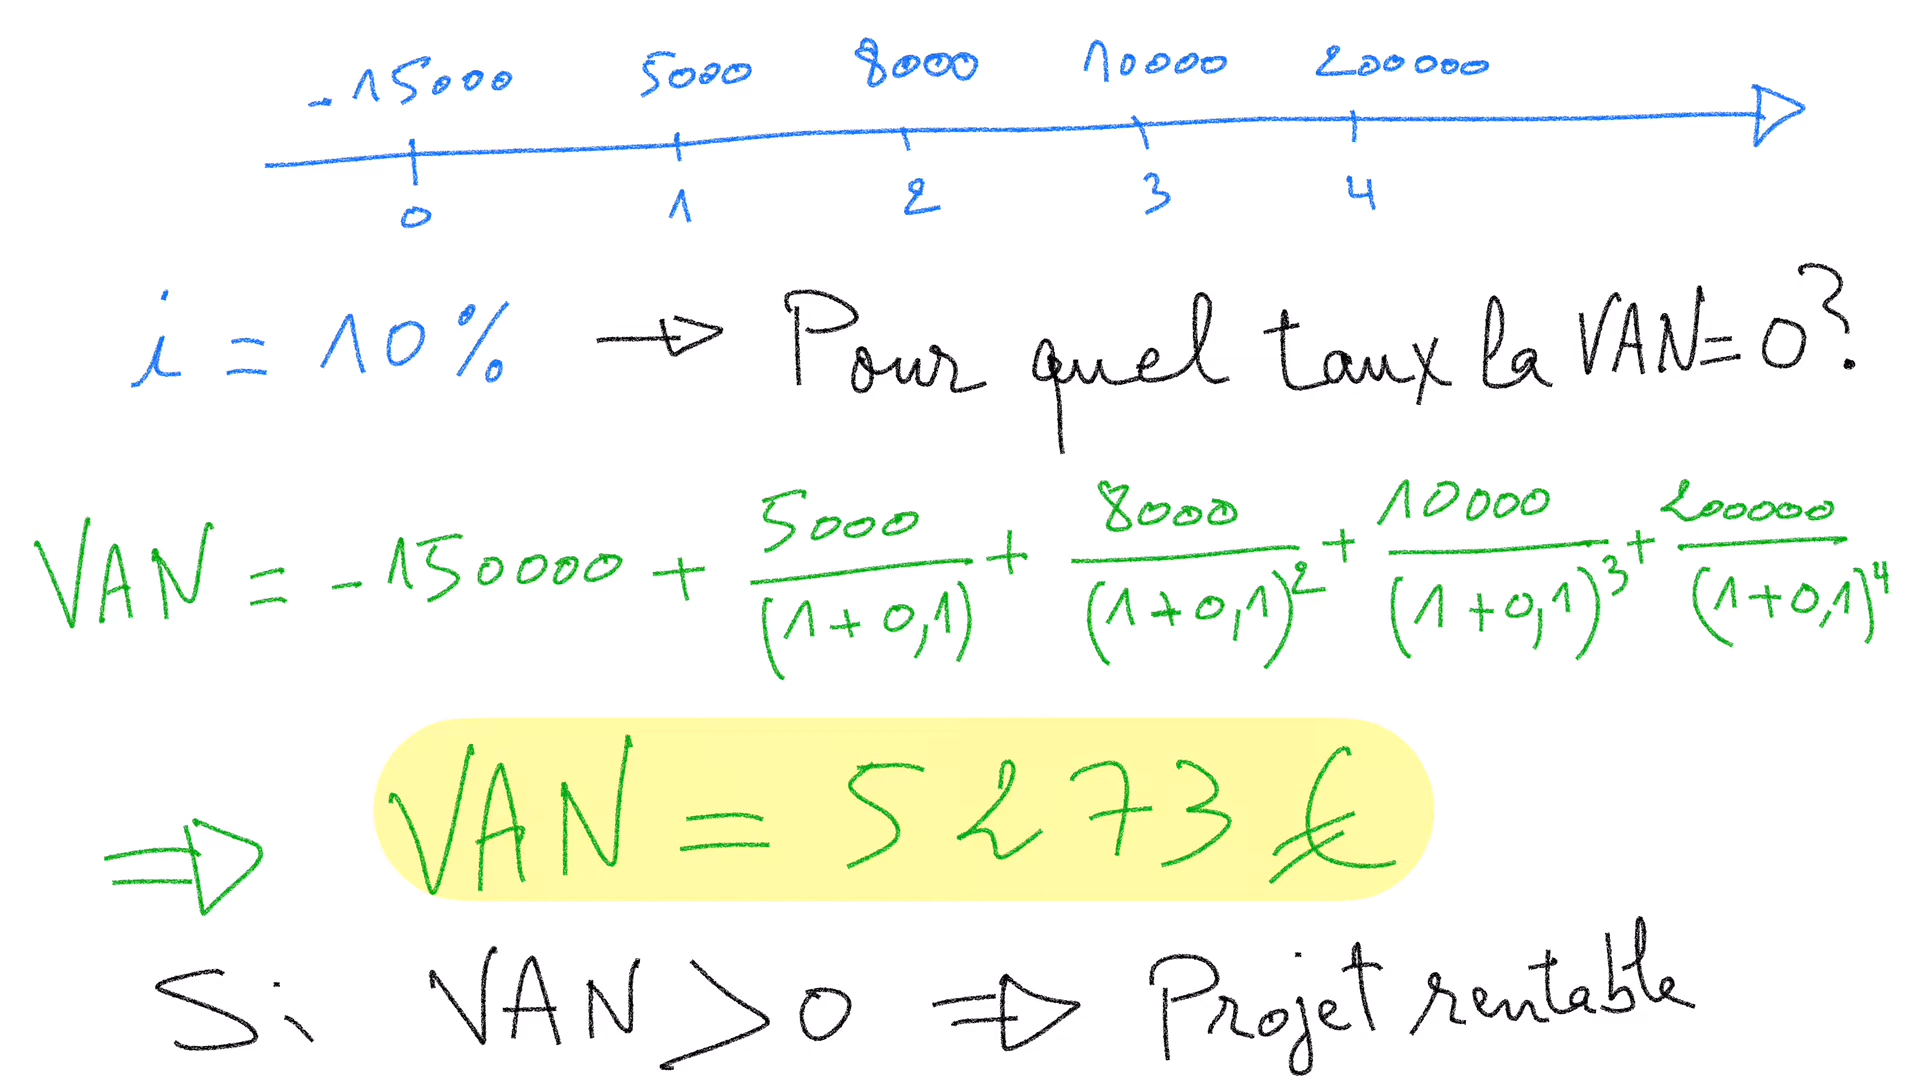 -15000 5000 8000 10000 200000
0 1 2 3 4
i = 10% → Pour quel taux la VAN=0?
VAN = -150000 + 5000/(1+0,1) + 8000/(1+0,1)² + 10000/(1+0,1)³ + 200000/(1+0,1)⁴
⇒ VAN = 5273 €
Si VAN > 0 ⇒ Projet rentable